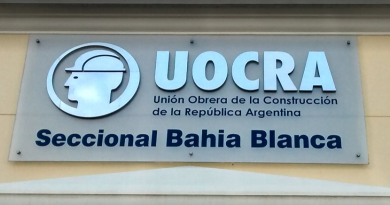 UOCRA
Unión Obrera de la Construcción
de la República Argentina
Seccional Bahia Blanca